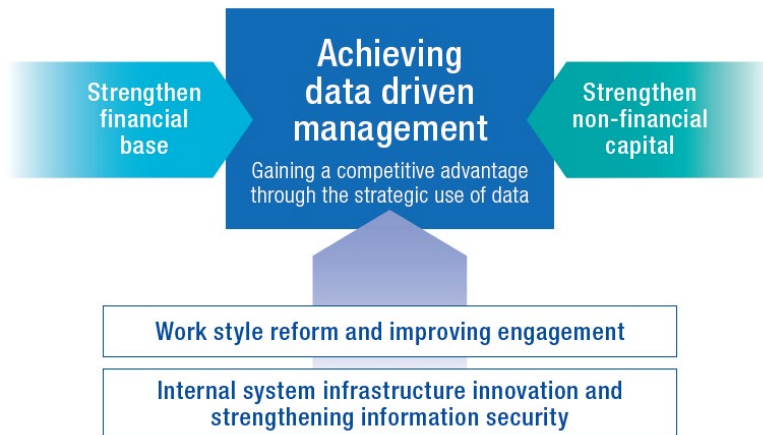 Achieving
data driven
management
Gaining a competitive advantage
through the strategic use of data
Strengthen
financial
base
Strengthen
non-financial
capital
Work style reform and improving engagement
Internal system infrastructure innovation and
strengthening information security